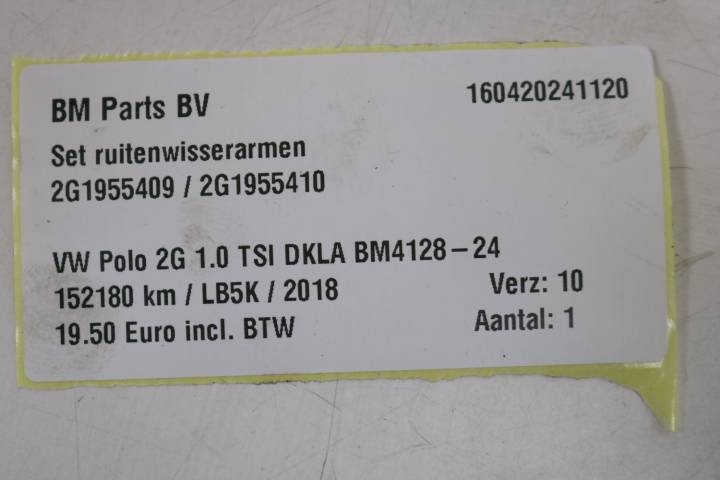 BM Parts BV 160420241120
Set ruitenwisserarmen
2G1955409 / 2G1955410
VW Polo 2G 1.0 TSI DKLA BM4128-24
152180 km / LB5K / 2018 Verz: 10
19.50 Euro incl. BTW Aantal: 1